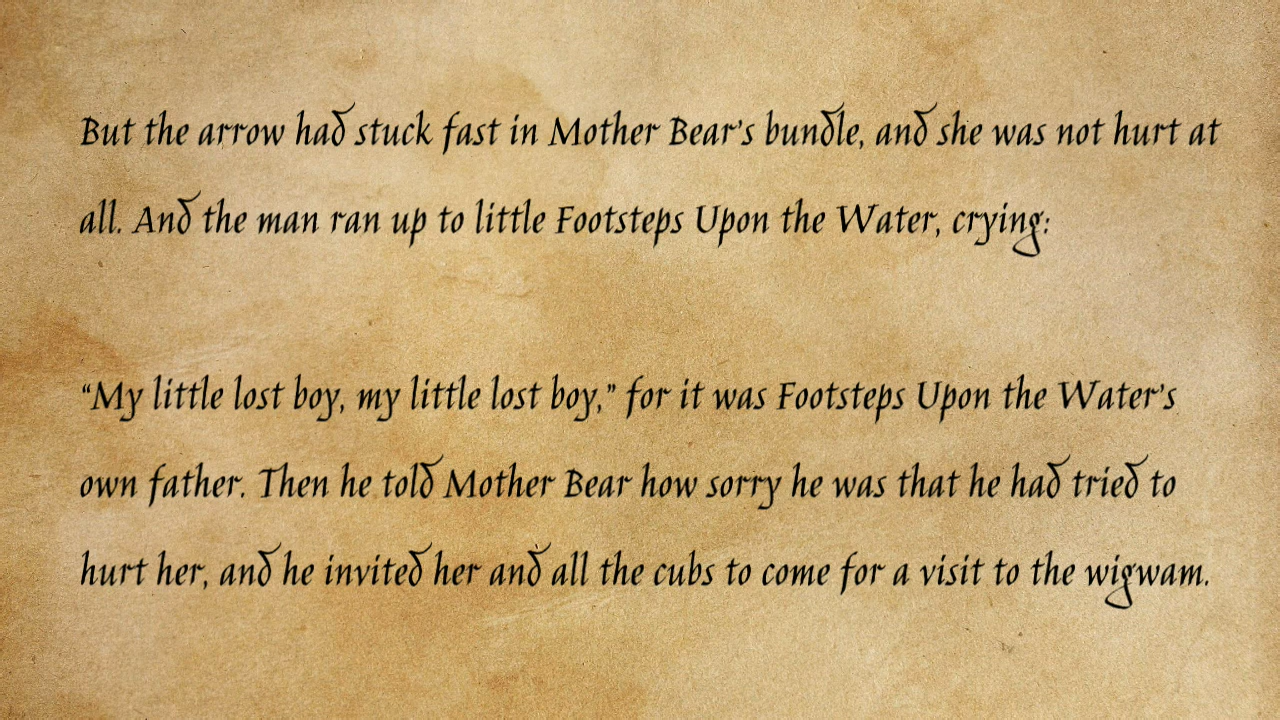 But the arrow had stuck fast in Mother Bear's bundle, and she was not hurt at
all. And the man ran up to little Footsteps Upon the Water, crying:
“My little lost boy, my little lost boy,” for it was Footsteps Upon the Water's
own father. Then he told Mother Bear how sorry he was that he had tried to
hurt her, and he invited her and all the cubs to come for a visit to the wigwam.